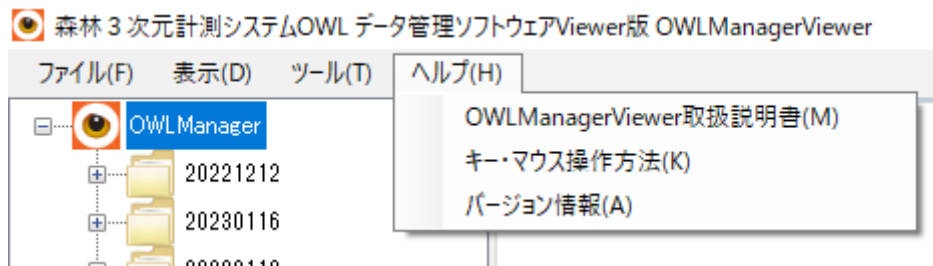 森林３次元計測システムOWL データ管理ソフトウェアViewer版 OWLManagerViewer
ファイル(F) 表示(D) ツール(T) ヘルプ(H)
OWLManagerViewer取扱説明書(M)
キー・マウス操作方法(K)
バージョン情報(A)
OWLManager
20221212
20230116